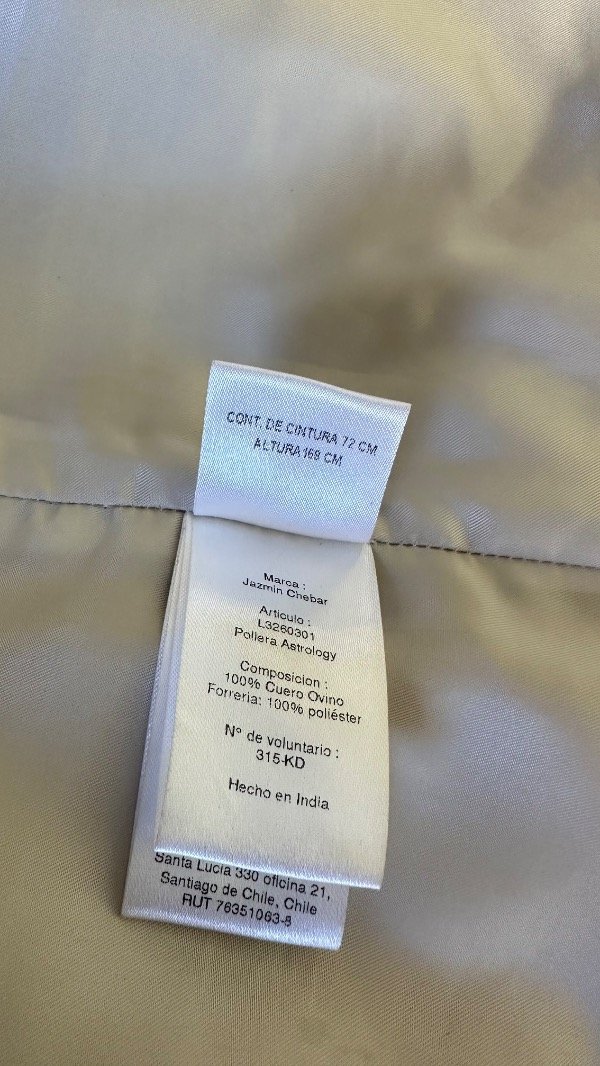 CONT. DE CINTURA 72 CM
ALTURA 168 CM
Marca :
Jazmin Chebar
Articulo :
L3260301
Pollera Astrology
Composicion :
100% Cuero Ovino
Forreria: 100% poliéster
N° de voluntario :
315-KD
Hecho en India
Santa Lucia 330 oficina 21,
Santiago de Chile, Chile
RUT 76351063-8